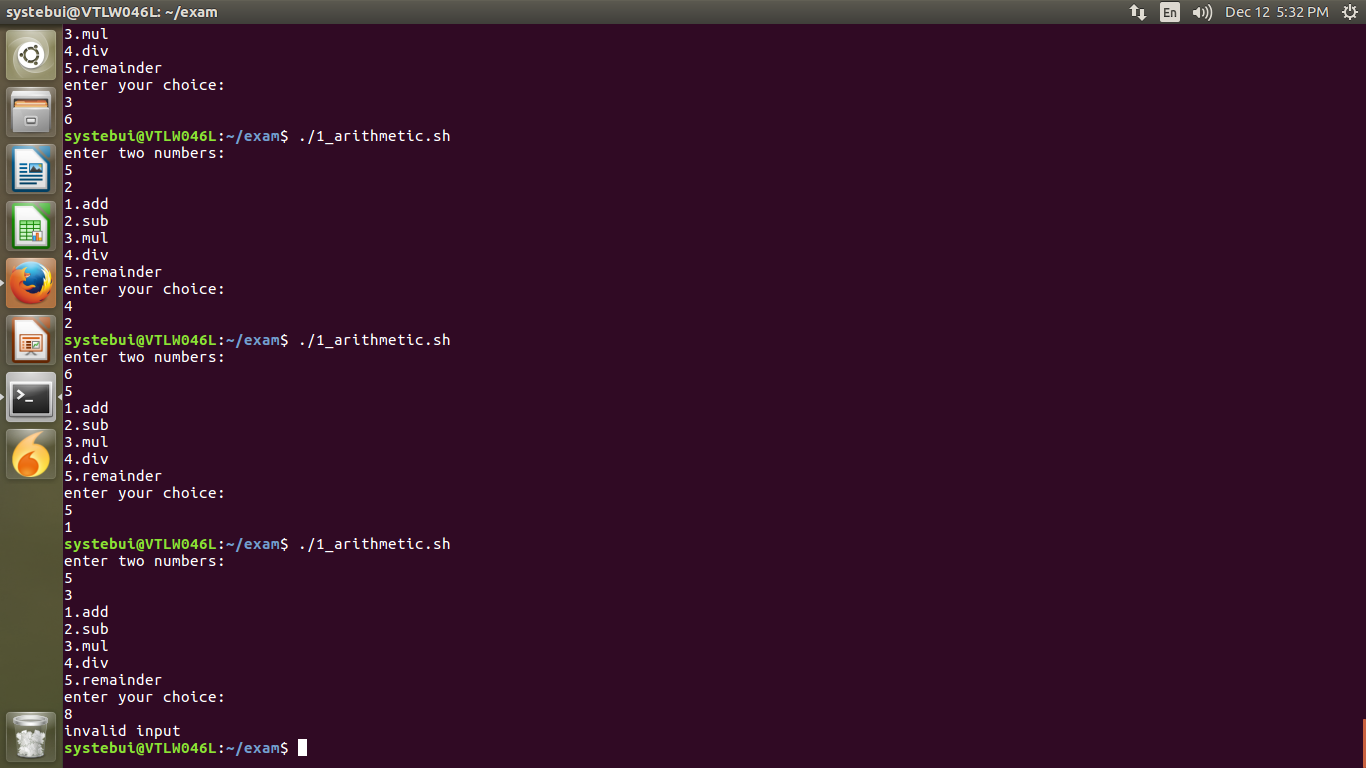 systebui@VTLW046L: ~/exam
En
Dec 12 5:32 PM
3.mul
4.div
5.remainder
enter your choice:
3
6
systebui@VTLW046L:~/exam$ ./1_arithmetic.sh
enter two numbers:
5
2
1.add
2.sub
3.mul
4.div
5.remainder
enter your choice:
4
2
systebui@VTLW046L:~/exam$ ./1_arithmetic.sh
enter two numbers:
6
5
1.add
2.sub
3.mul
4.div
5.remainder
enter your choice:
5
1
systebui@VTLW046L:~/exam$ ./1_arithmetic.sh
enter two numbers:
5
3
1.add
2.sub
3.mul
4.div
5.remainder
enter your choice:
8
invalid input
systebui@VTLW046L:~/exam$